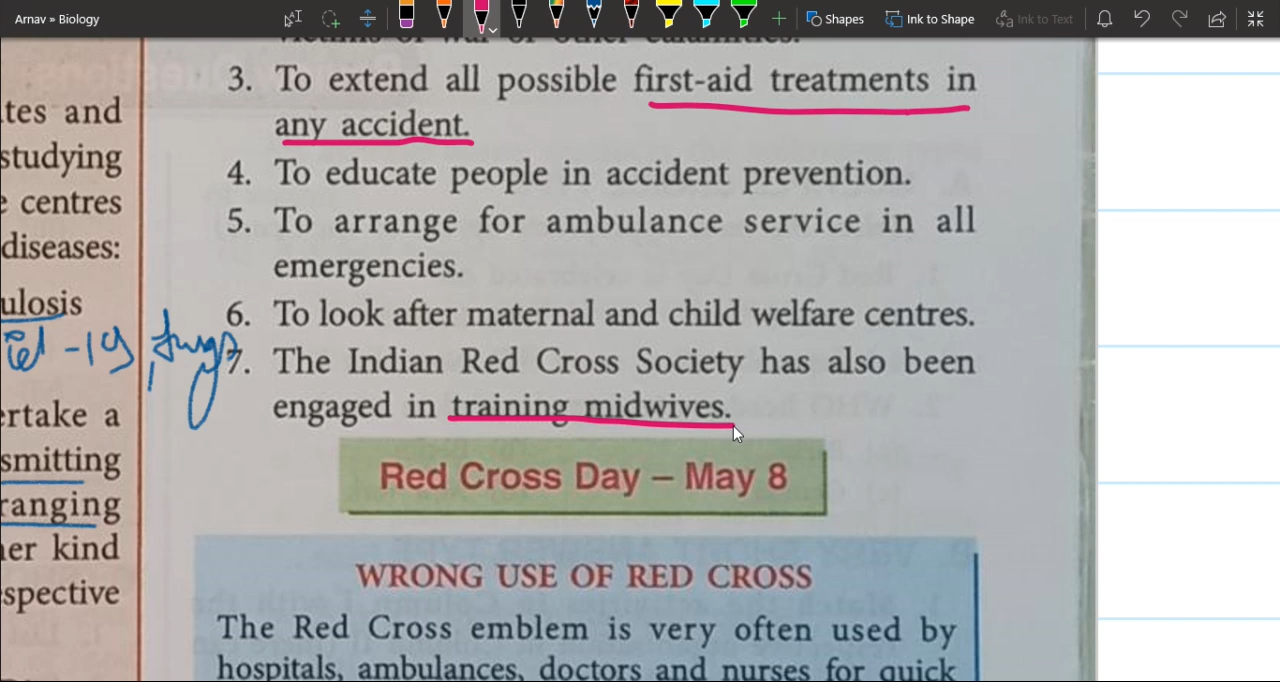 Arnav » Biology
Shapes
Ink to Shape
Ink to Text
tes and
studying
centres
diseases:
ulosis
-19,
ertake a
smitting
ranging
er kind
spective
3. To extend all possible first-aid treatments in
any accident.
4. To educate people in accident prevention.
5. To arrange for ambulance service in all
emergencies.
6. To look after maternal and child welfare centres.
7. The Indian Red Cross Society has also been
engaged in training midwives.
Red Cross Day – May 8
WRONG USE OF RED CROSS
The Red Cross emblem is very often used by
hospitals, ambulances, doctors and nurses for quick